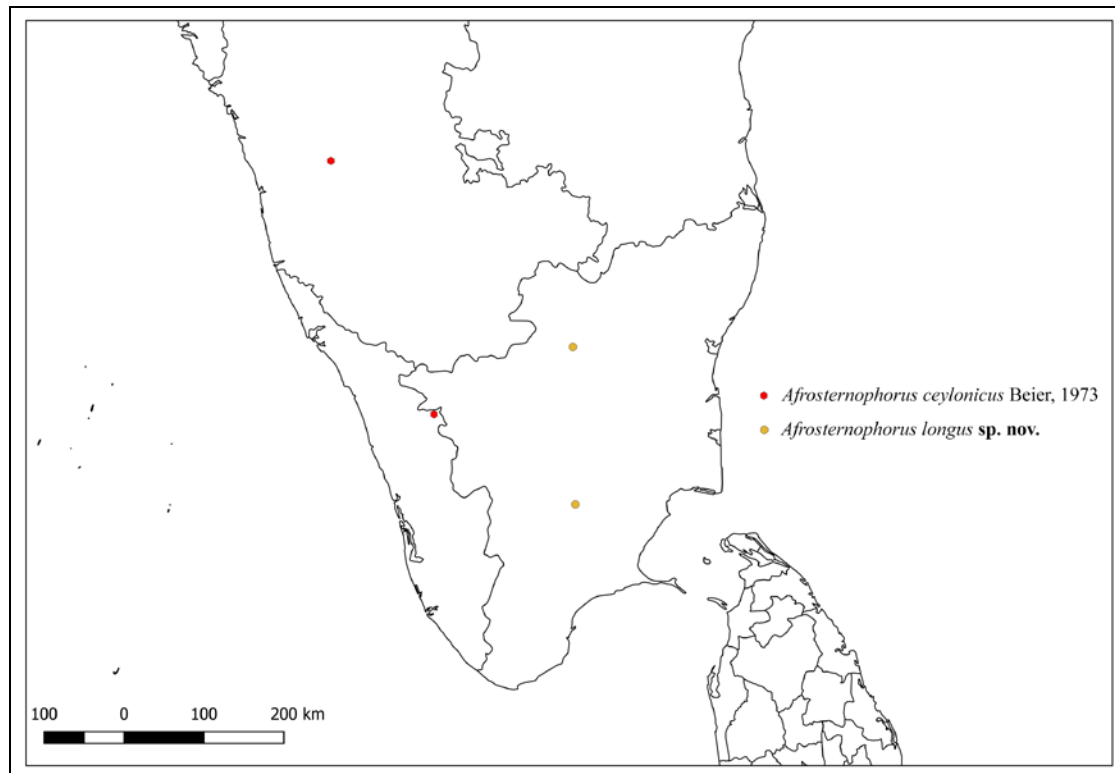 Afrosternophorus ceylonicus Beier, 1973
Afrosternophorus longus sp. nov.
100 0 100 200 km